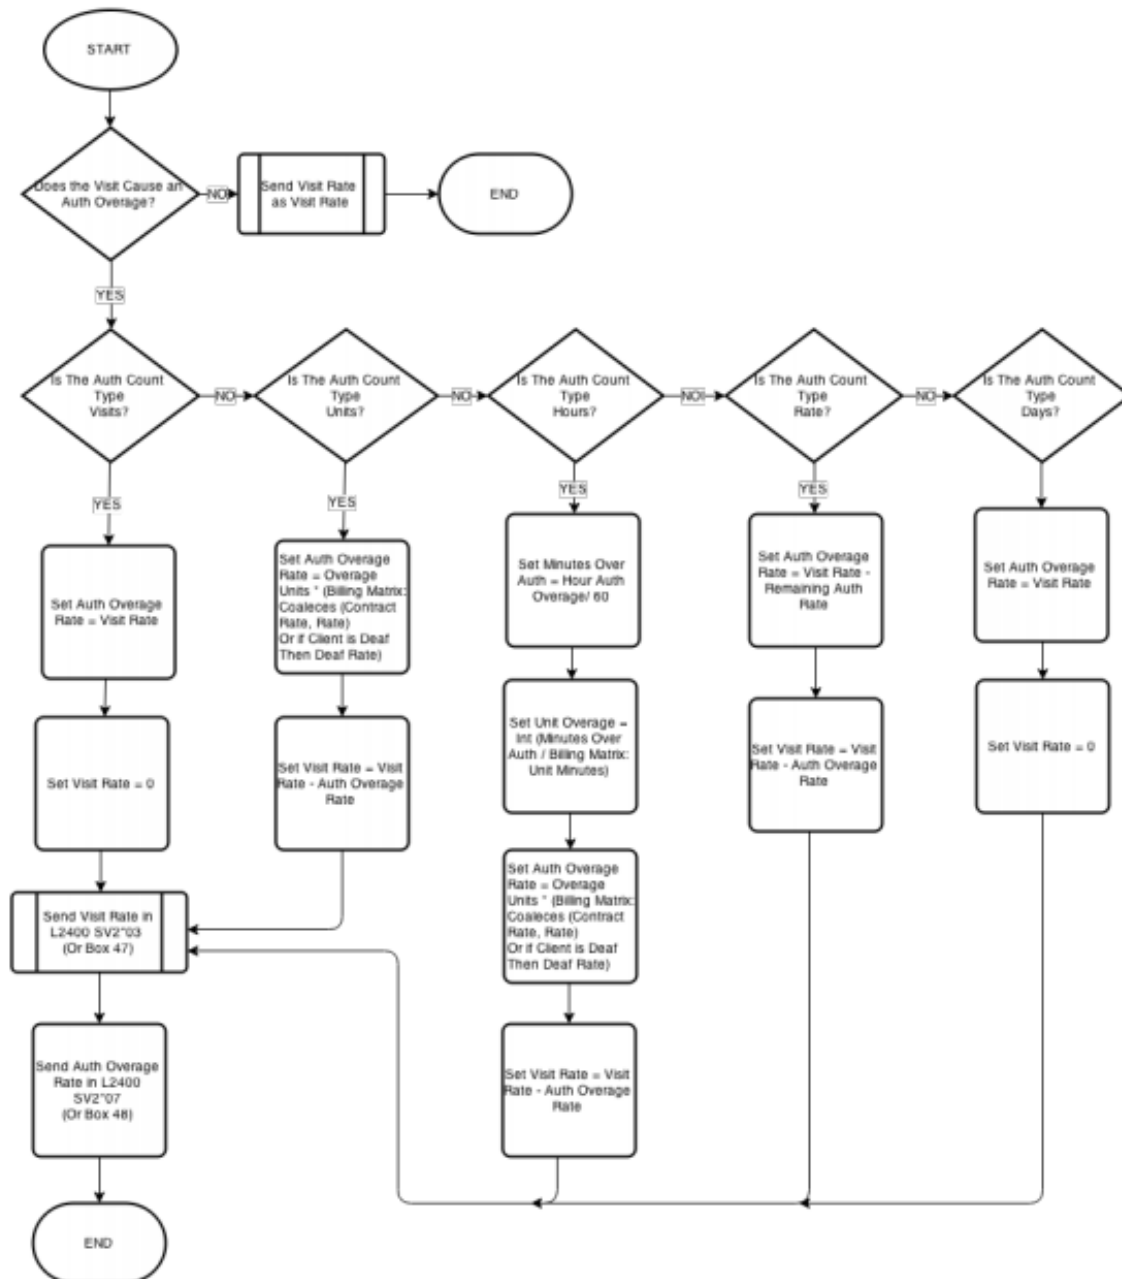 START
Does the Visit Cause an
Auth Overage?
NO
Send Visit Rate
as Visit Rate
END
YES
Is The Auth Count
Type
Visits?
NO
Is The Auth Count
Type
Units?
NO
Is The Auth Count
Type
Hours?
NO
Is The Auth Count
Type
Rate?
NO
Is The Auth Count
Type
Days?
YES
YES
YES
YES
Set Auth Overage
Rate = Visit Rate
Set Visit Rate = 0
Set Auth Overage
Rate = Overage
Units * (Billing Matrix:
Coaleces (Contract
Rate, Rate)
Or if Client is Deaf
Then Deaf Rate)
Set Visit Rate = Visit
Rate - Auth Overage
Rate
Set Minutes Over
Auth = Hour Auth
Overage/ 60
Set Unit Overage =
Int (Minutes Over
Auth / Billing Matrix:
Unit Minutes)
Set Auth Overage
Rate = Overage
Units * (Billing Matrix:
Coaleces (Contract
Rate, Rate)
Or if Client is Deaf
Then Deaf Rate)
Set Visit Rate = Visit
Rate - Auth Overage
Rate
Set Auth Overage
Rate = Visit Rate -
Remaining Auth
Rate
Set Visit Rate = Visit
Rate - Auth Overage
Rate
Set Auth Overage
Rate = Visit Rate
Set Visit Rate = 0
Send Visit Rate in
L2400 SV2*03
(Or Box 47)
Send Auth Overage
Rate in L2400
SV2*07
(Or Box 48)
END